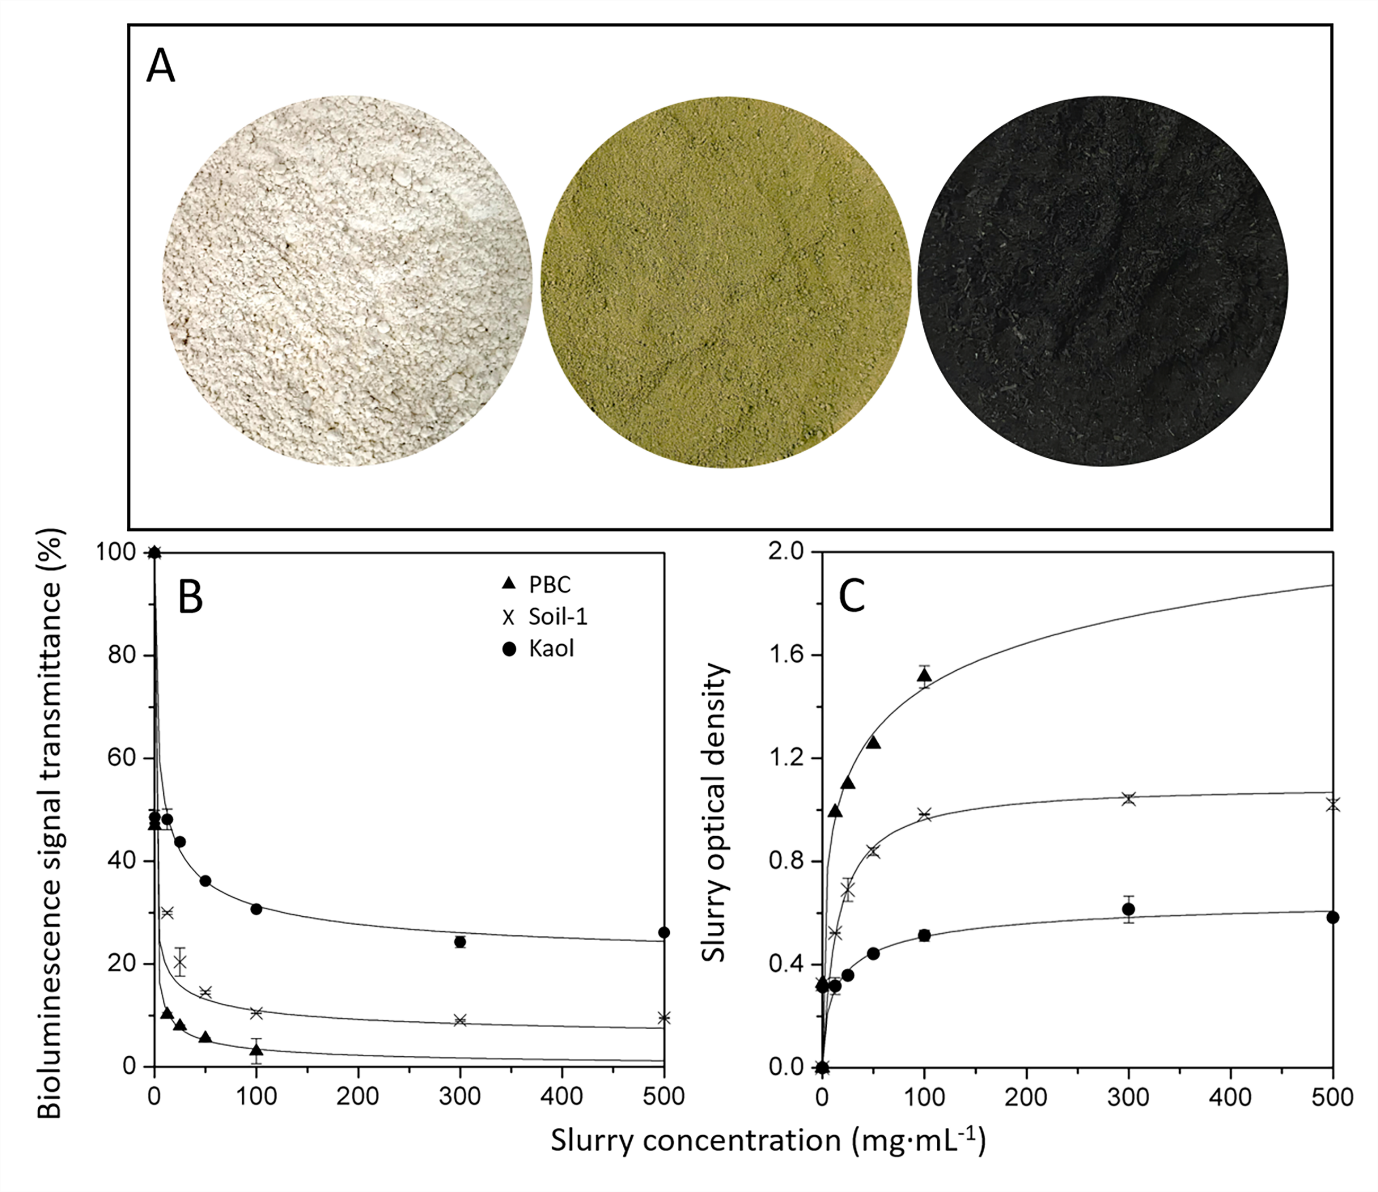 A
B
PBC
Soil-1
Kaol
Bioluminescence signal transmittance (%)
100
80
60
40
20
0
0 100 200 300 400 500
C
Slurry optical density
2.0
1.6
1.2
0.8
0.4
0.0
0 100 200 300 400 500
Slurry concentration (mg·mL⁻¹)